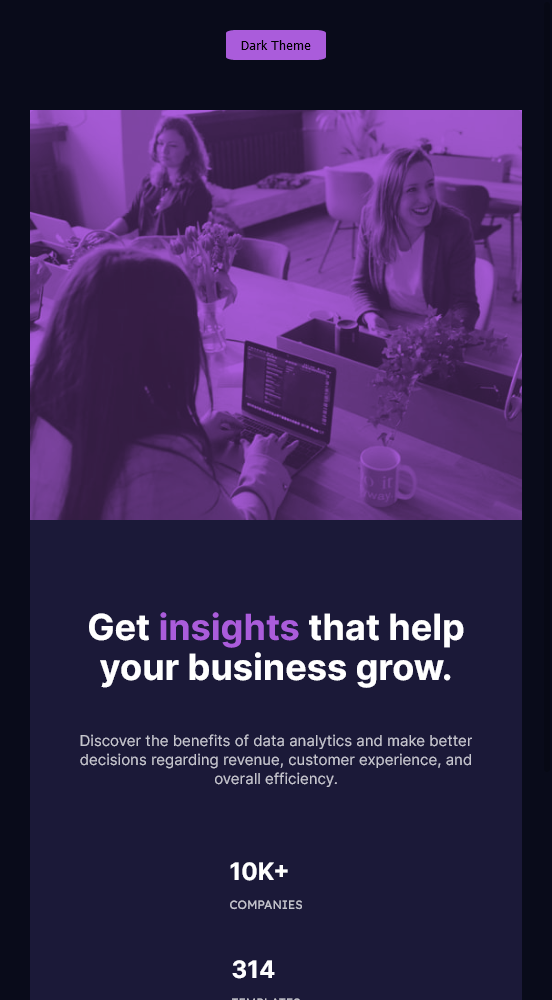 Dark Theme
Get insights that help
your business grow.
Discover the benefits of data analytics and make better
decisions regarding revenue, customer experience, and
overall efficiency.
10K+
COMPANIES
314
TEMPLATES